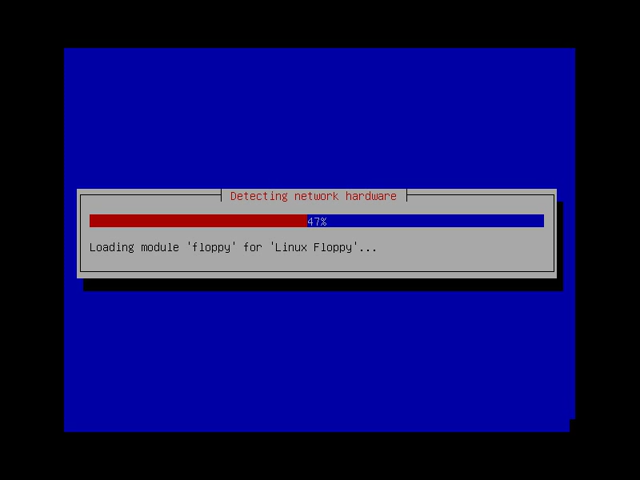 Detecting network hardware
47%
Loading module 'floppy' for 'Linux Floppy'...